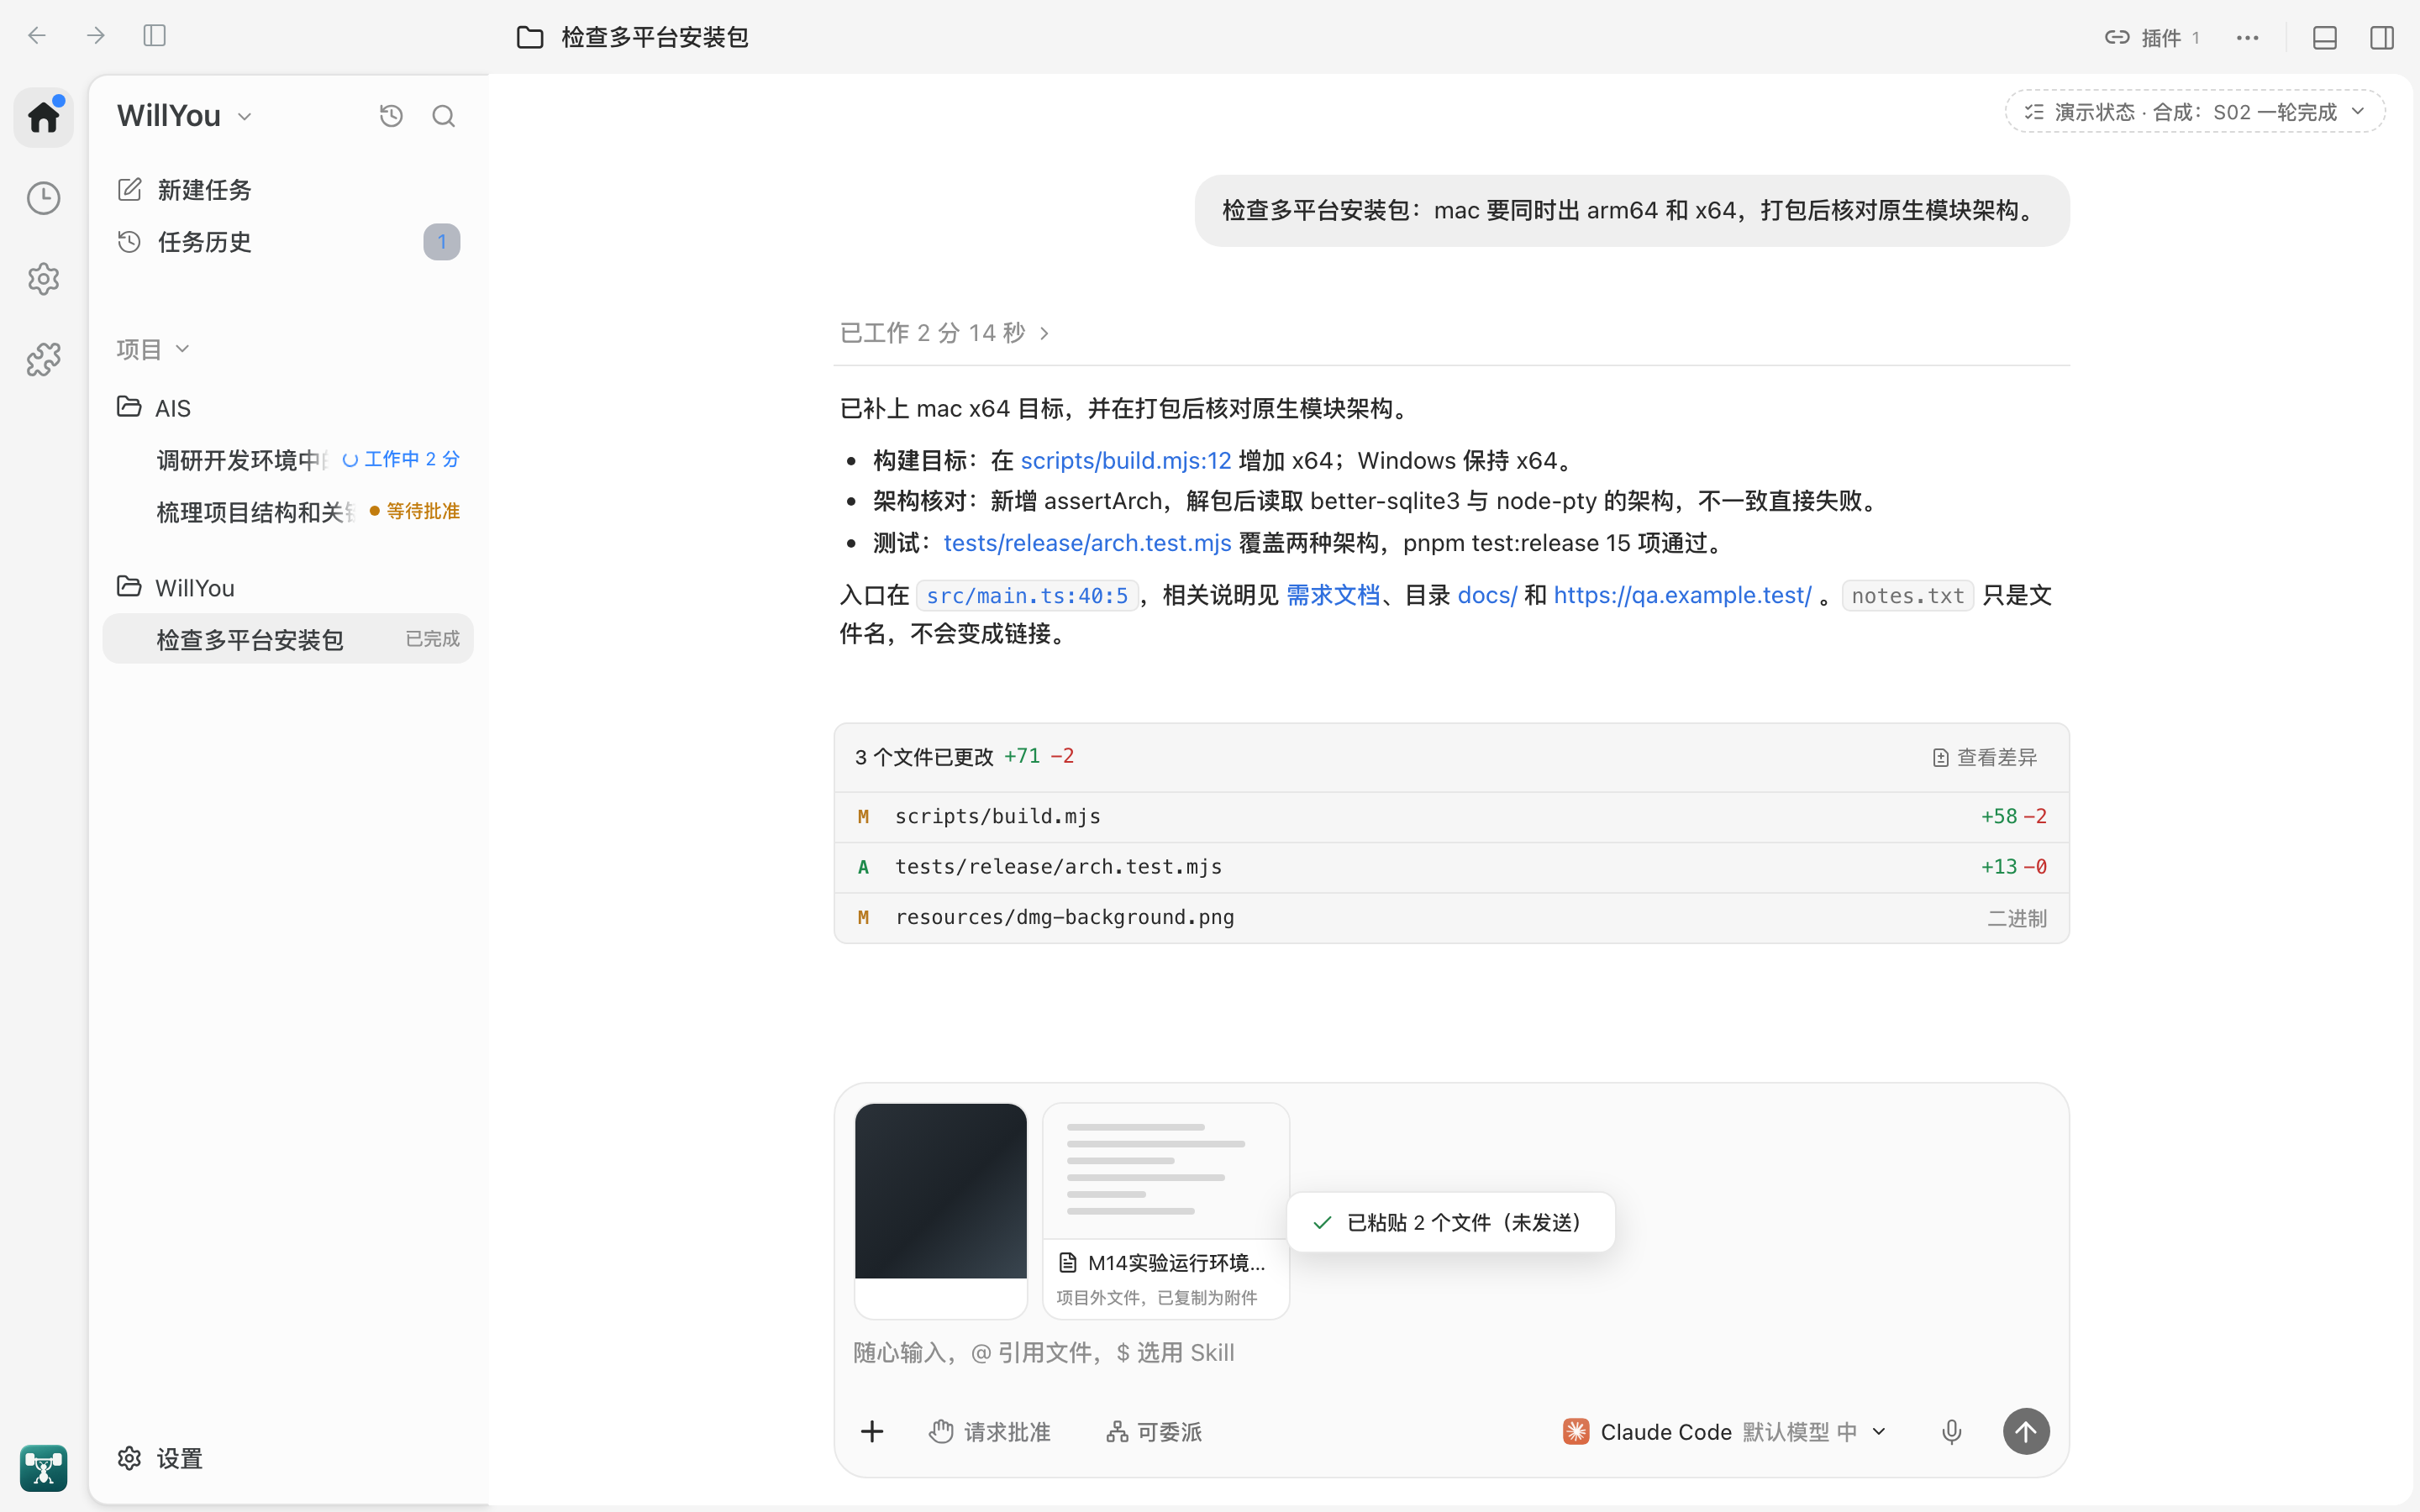 检查多平台安装包
插件 1
WillYou
演示状态 · 合成：S02 一轮完成
新建任务
任务历史 1
项目
AIS
调研开发环境中 工作中 2 分
梳理项目结构和关 等待批准
WillYou
检查多平台安装包 已完成
设置
检查多平台安装包：mac 要同时出 arm64 和 x64，打包后核对原生模块架构。
已工作 2 分 14 秒
已补上 mac x64 目标，并在打包后核对原生模块架构。
构建目标：在 scripts/build.mjs:12 增加 x64；Windows 保持 x64。
架构核对：新增 assertArch，解包后读取 better-sqlite3 与 node-pty 的架构，不一致直接失败。
测试：tests/release/arch.test.mjs 覆盖两种架构，pnpm test:release 15 项通过。
入口在 src/main.ts:40:5，相关说明见 需求文档、目录 docs/ 和 https://qa.example.test/ 。notes.txt 只是文
件名，不会变成链接。
3 个文件已更改 +71 −2 查看差异
M scripts/build.mjs +58 −2
A tests/release/arch.test.mjs +13 −0
M resources/dmg-background.png 二进制
M14实验运行环境...
项目外文件，已复制为附件
已粘贴 2 个文件（未发送）
随心输入，@ 引用文件，$ 选用 Skill
请求批准 可委派 Claude Code 默认模型 中